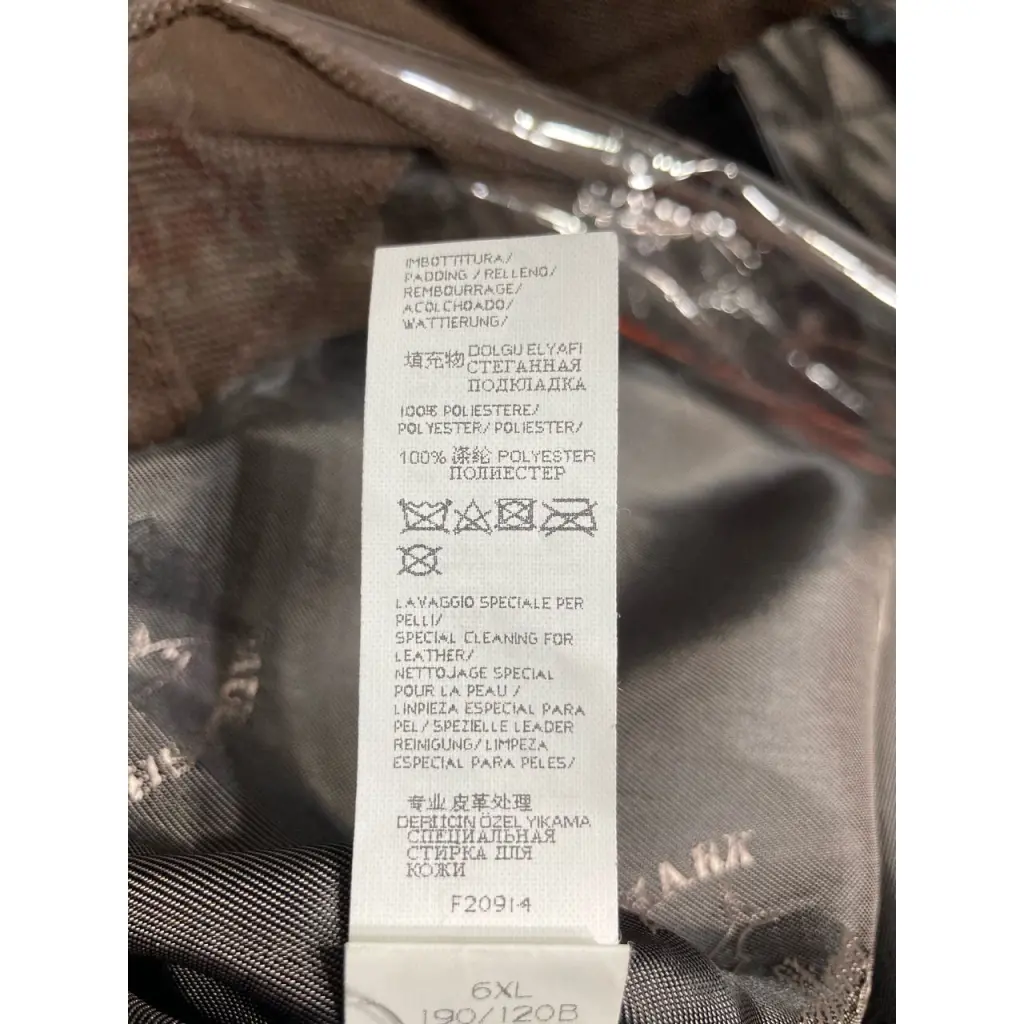 IMBOTTITURA/
PADDING / RELLENO/
REMBOURRAGE/
ACOLCHOADO/
WATTIERUNG/
填充物 DOLGU ELYAFI
СТЕГАННАЯ
ПОДКЛАДКА
100% POLIESTERE/
POLYESTER/ POLIESTER/
100% 涤纶 POLYESTER
ПОЛИЕСТЕР
LAVAGGIO SPECIALE PER
PELLI/
SPECIAL CLEANING FOR
LEATHER/
NETTOJAGE SPECIAL
POUR LA PEAU /
LINPIEZA ESPECIAL PARA
PEL/ SPEZIELLE LEADER
REINIGUNG/ LIMPEZA
ESPECIAL PARA PELES/
专业 皮革处理
DERIICIN ÖZEL YIKAMA
СПЕЦИАЛЬНАЯ
СТИРКА ДЛЯ
КОЖИ
F20914
6XL
190/120B